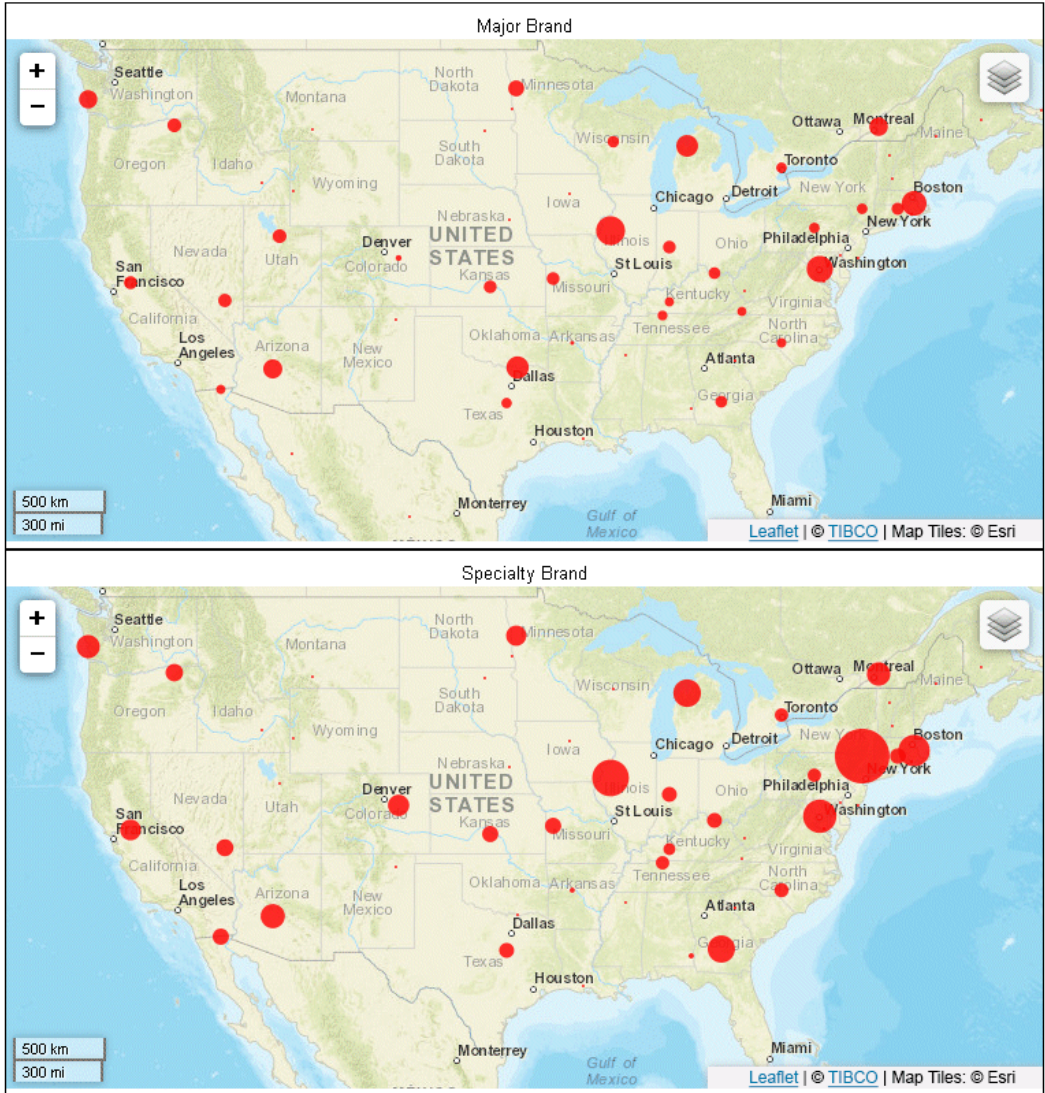 Major Brand
+
−
Seattle
Washington
Montana
North
Dakota
Minnesota
Ottawa
Montreal
Maine
Oregon
Idaho
South
Dakota
Wisconsin
Toronto
Wyoming
Iowa
Chicago
Detroit
New York
Boston
Nebraska
New York
Nevada
Utah
Denver
Colorado
UNITED
STATES
Kansas
Illinois
Ohio
Philadelphia
San
Francisco
St Louis
Missouri
Washington
California
Kentucky
Virginia
Los
Angeles
Arizona
New
Mexico
Oklahoma
Arkansas
Tennessee
North
Carolina
Dallas
Atlanta
Texas
Georgia
Houston
500 km
300 mi
Monterrey
Gulf of
Mexico
Miami
Leaflet | © TIBCO | Map Tiles: © Esri
Specialty Brand
+
−
Seattle
Washington
Montana
North
Dakota
Minnesota
Ottawa
Montreal
Maine
Oregon
Idaho
South
Dakota
Wisconsin
Toronto
Wyoming
Iowa
Chicago
Detroit
New York
Boston
Nebraska
New York
Nevada
Utah
Denver
Colorado
UNITED
STATES
Kansas
Illinois
Ohio
Philadelphia
San
Francisco
St Louis
Missouri
Washington
California
Kentucky
Virginia
Los
Angeles
Arizona
New
Mexico
Oklahoma
Arkansas
Tennessee
North
Carolina
Dallas
Atlanta
Texas
Georgia
Houston
500 km
300 mi
Monterrey
Gulf of
Mexico
Miami
Leaflet | © TIBCO | Map Tiles: © Esri